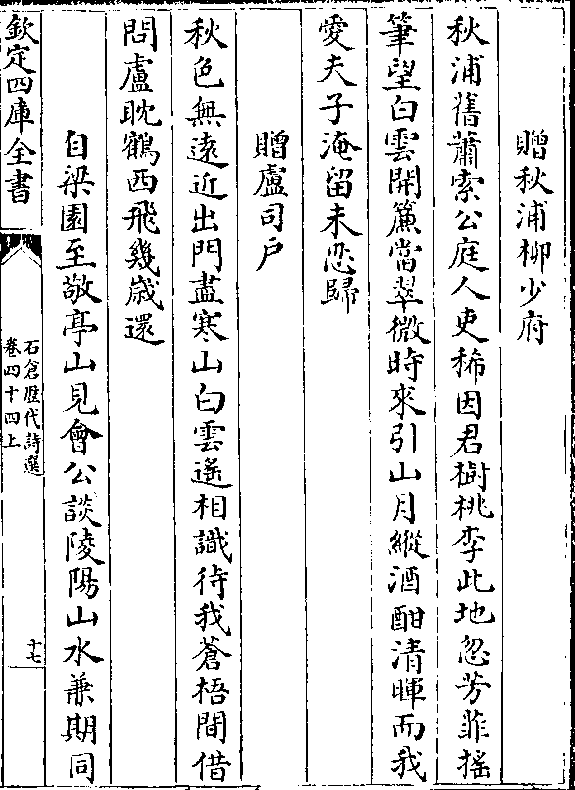 贈秋浦柳少府
秋浦舊蕭索公庭人吏稀因君樹桃李此地忽芳菲揺
筆望白雲開簾當翠微時來引山月縱酒酣清暉而我
愛夫子淹留未忍歸
贈盧司戶
秋色無遠近出門盡寒山白雲遙相識待我蒼梧間借
問盧耽鶴西飛幾歲還
自梁園至敬亭山見會公談陵陽山水兼期同
欽定四庫全書
石倉歴代詩選
卷四十四上
十七